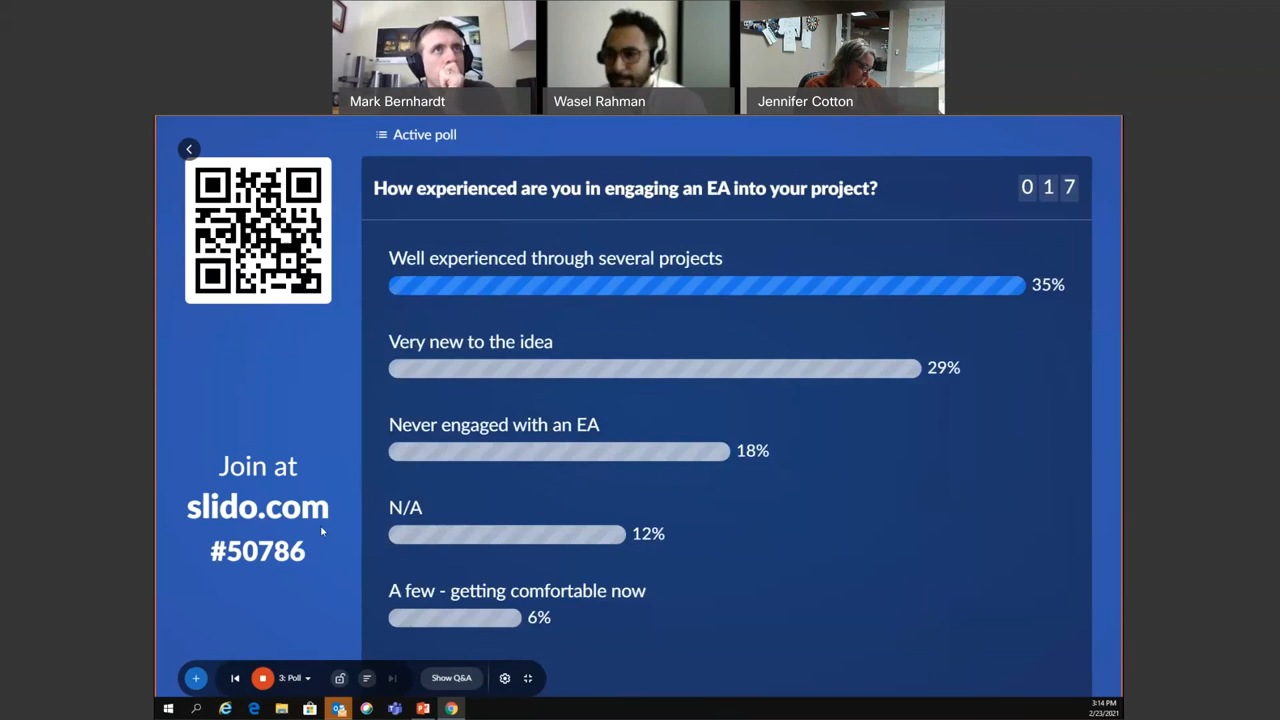 Mark Bernhardt
Wasel Rahman
Jennifer Cotton
Active poll
How experienced are you in engaging an EA into your project?
017
Well experienced through several projects
35%
Very new to the idea
29%
Never engaged with an EA
18%
N/A
12%
A few - getting comfortable now
6%
Join at
slido.com
#50786
3: Poll
Show Q&A
3:14 PM
2/23/2021